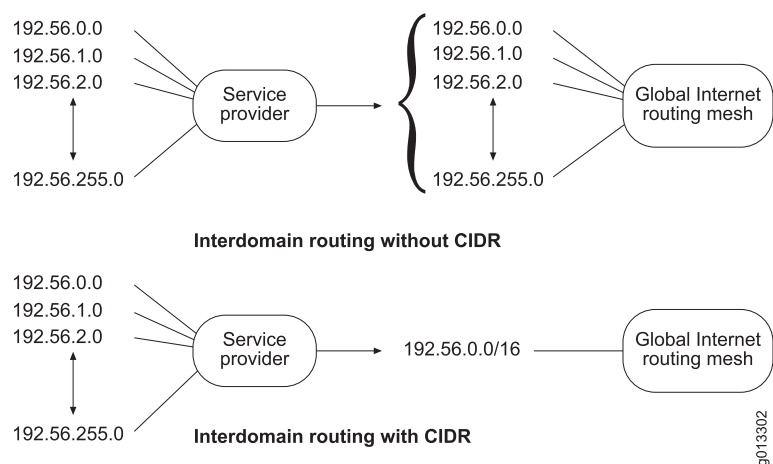 192.56.0.0
192.56.1.0
192.56.2.0
192.56.255.0
Service
provider
192.56.0.0
192.56.1.0
192.56.2.0
192.56.255.0
Global Internet
routing mesh
Interdomain routing without CIDR
192.56.0.0
192.56.1.0
192.56.2.0
192.56.255.0
Service
provider
192.56.0.0/16
Global Internet
routing mesh
Interdomain routing with CIDR
g013302